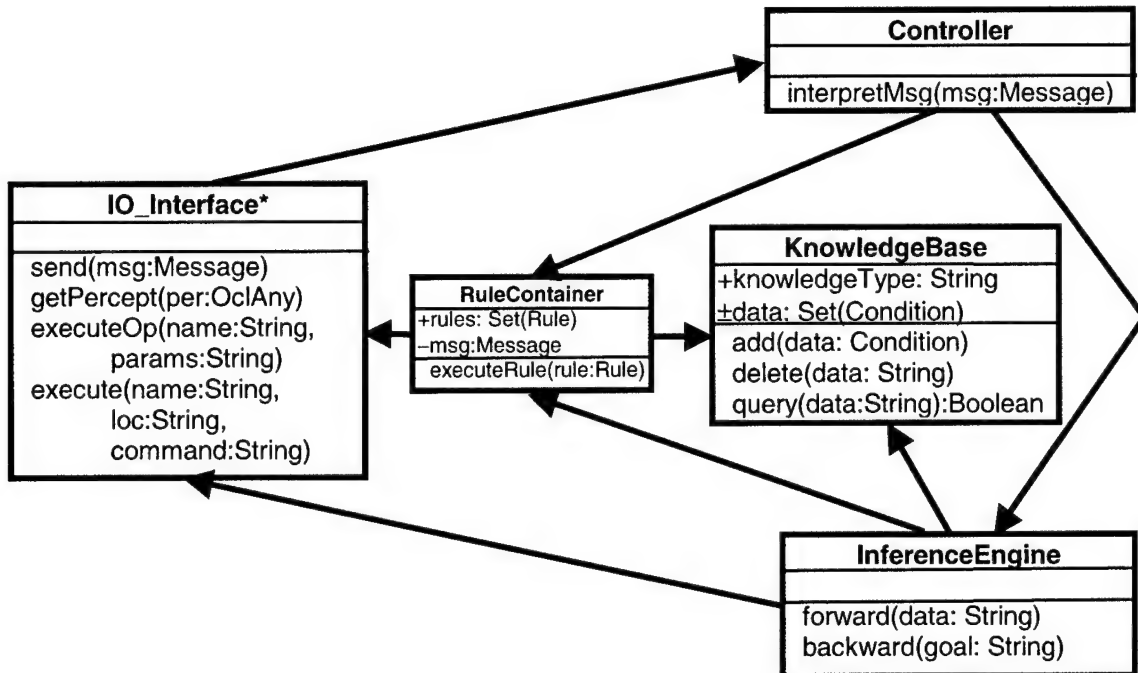 Controller
interpretMsg(msg:Message)
IO_Interface*
send(msg:Message)
getPercept(per:OclAny)
executeOp(name:String,
params:String)
execute(name:String,
loc:String,
command:String)
RuleContainer
+rules: Set(Rule)
–msg:Message
executeRule(rule:Rule)
KnowledgeBase
+knowledgeType: String
±data: Set(Condition)
add(data: Condition)
delete(data: String)
query(data:String):Boolean
InferenceEngine
forward(data: String)
backward(goal: String)